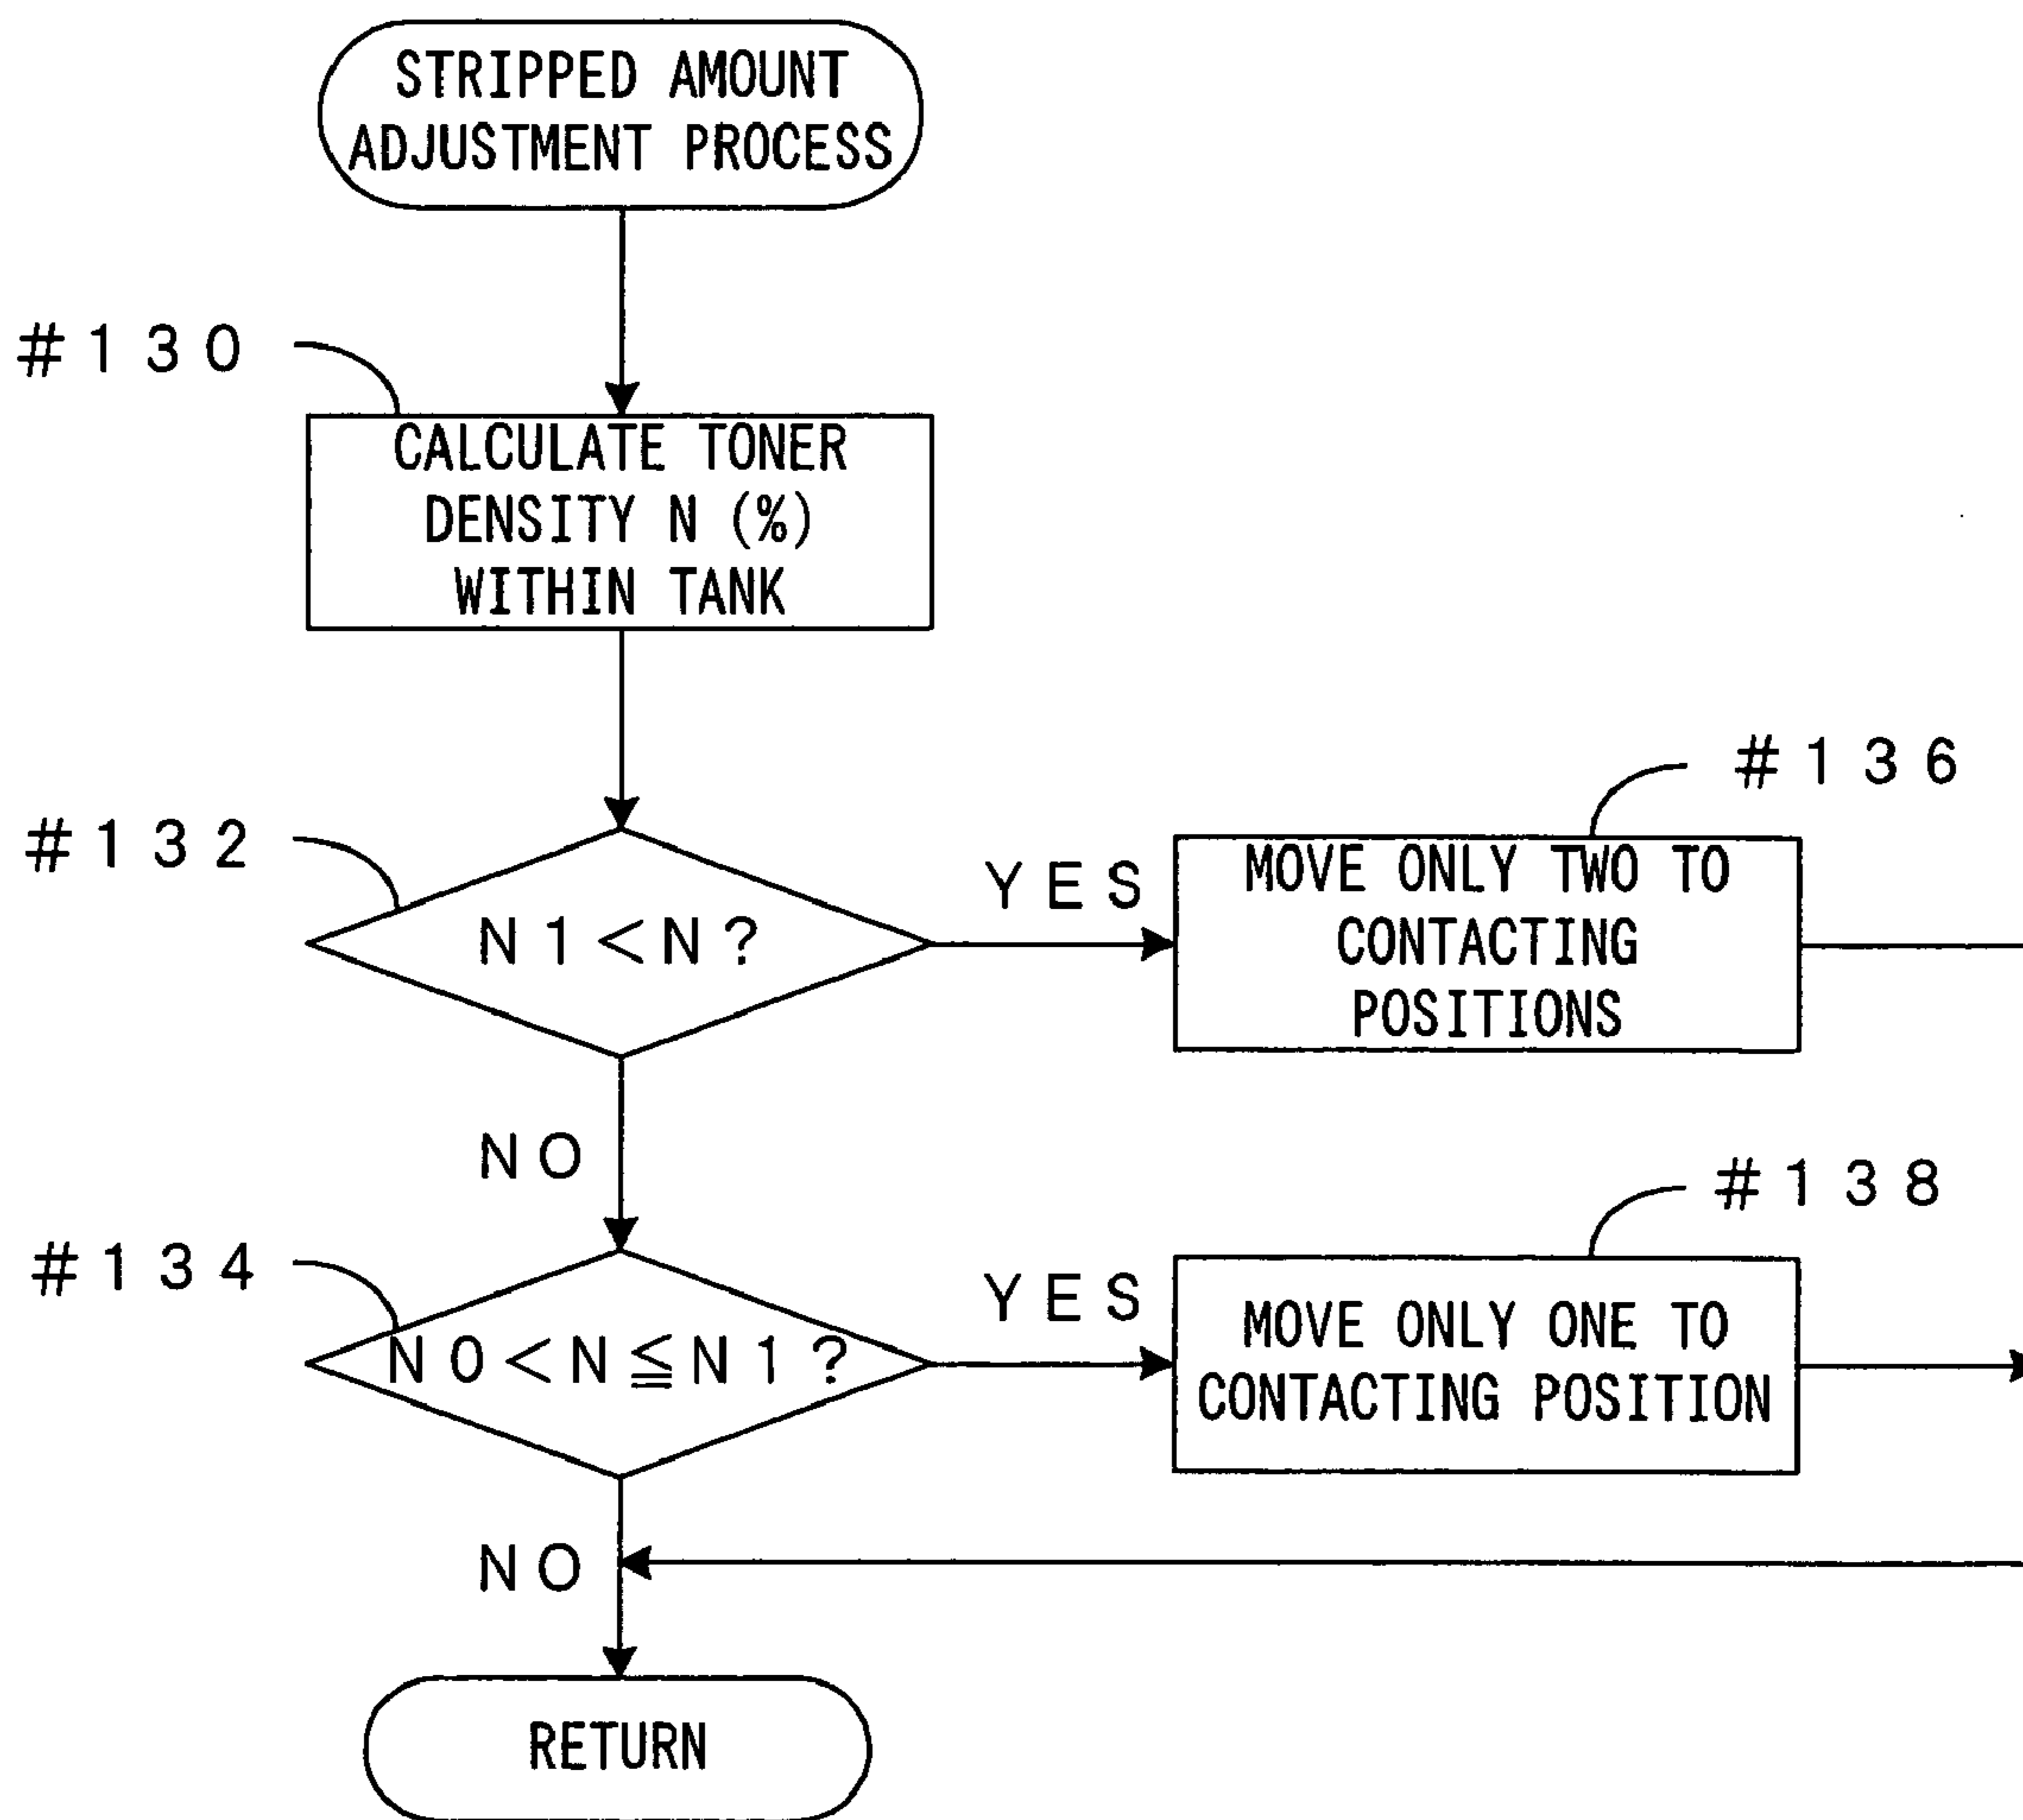 STRIPPED AMOUNT
ADJUSTMENT PROCESS
#130
CALCULATE TONER
DENSITY N (%)
WITHIN TANK
#132
N1<N?
YES
#136
MOVE ONLY TWO TO
CONTACTING
POSITIONS
NO
#134
N0<N≦N1?
YES
#138
MOVE ONLY ONE TO
CONTACTING POSITION
NO
RETURN